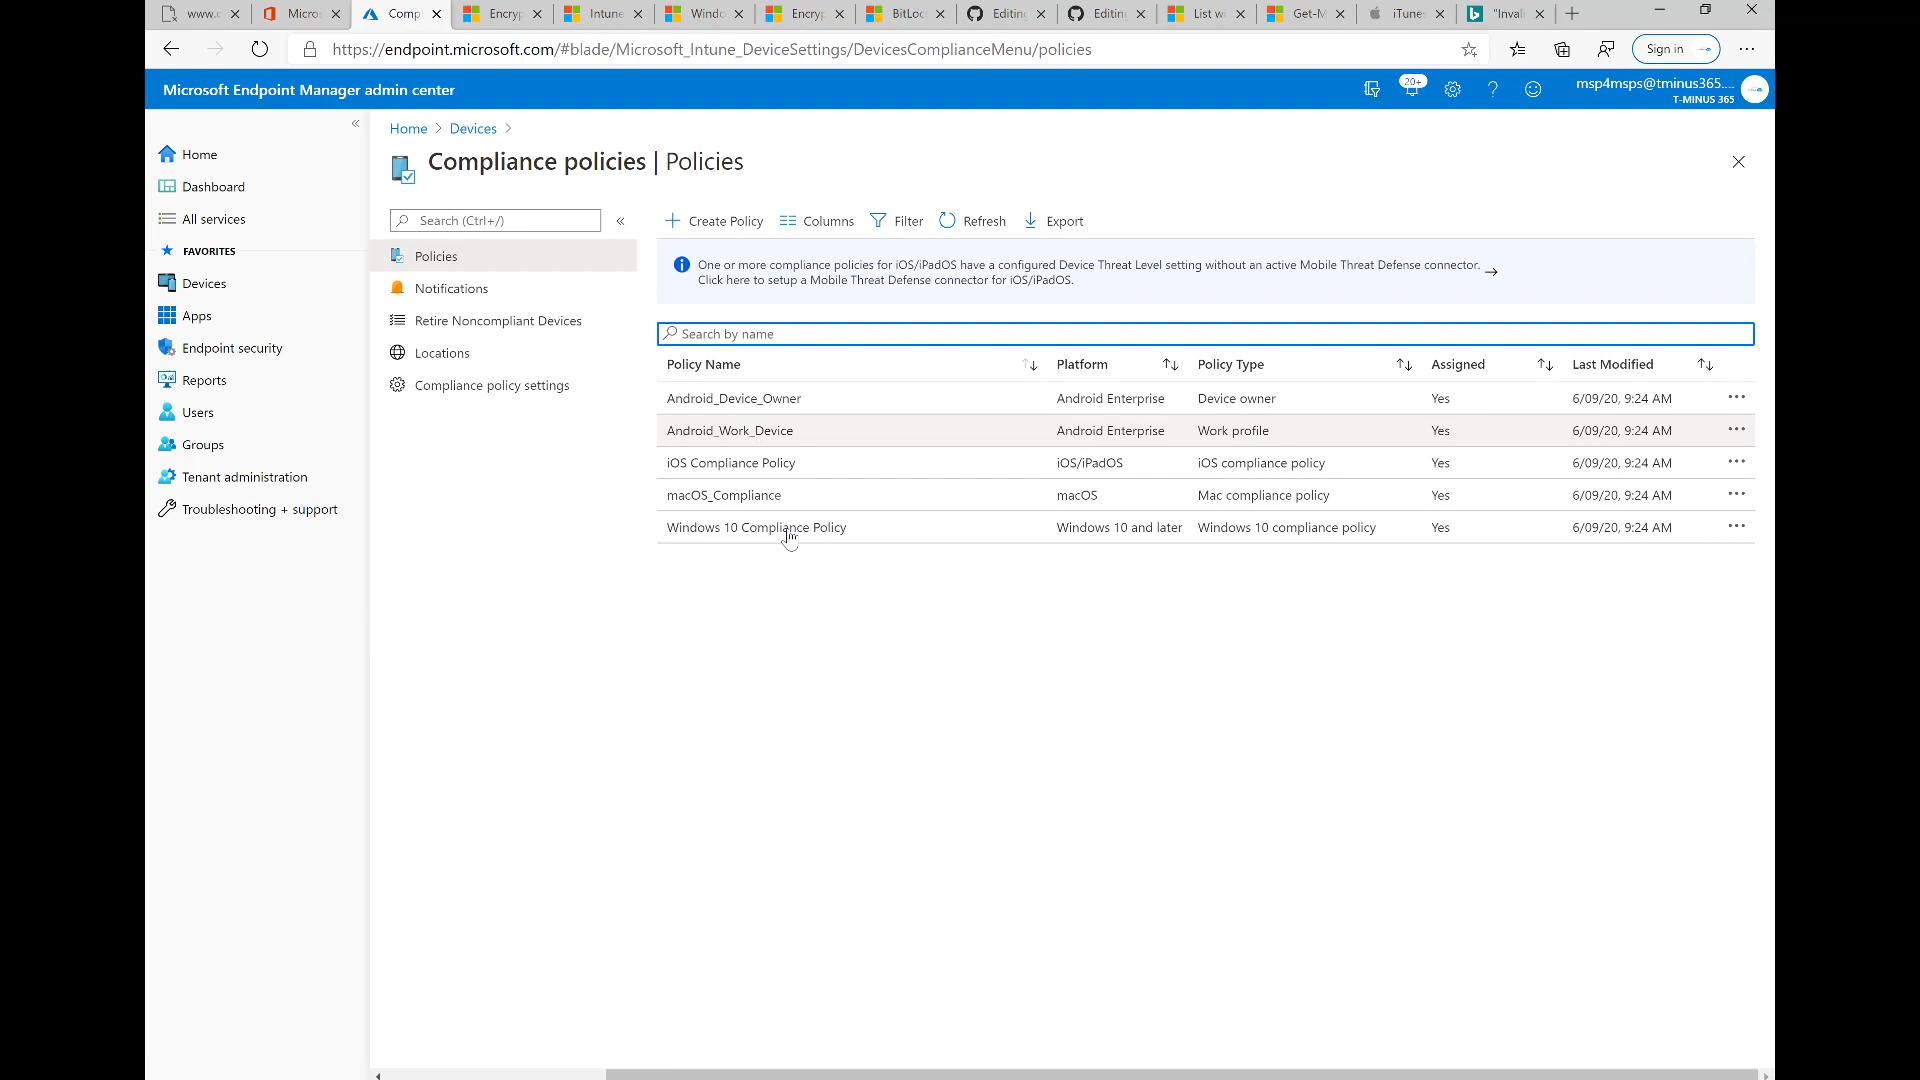 www.c
Micros
Compl
Encryp
Intune
Windo
Encryp
BitLoc
Editing
Editing
List wi
Get-M
iTunes
"Invali
https://endpoint.microsoft.com/#blade/Microsoft_Intune_DeviceSettings/DevicesComplianceMenu/policies
Sign in
Microsoft Endpoint Manager admin center
20+
msp4msps@tminus365....
T-MINUS 365
Home
Dashboard
All services
FAVORITES
Devices
Apps
Endpoint security
Reports
Users
Groups
Tenant administration
Troubleshooting + support
Home > Devices >
Compliance policies | Policies
Search (Ctrl+/)
Policies
Notifications
Retire Noncompliant Devices
Locations
Compliance policy settings
Create Policy Columns Filter Refresh Export
One or more compliance policies for iOS/iPadOS have a configured Device Threat Level setting without an active Mobile Threat Defense connector.
Click here to setup a Mobile Threat Defense connector for iOS/iPadOS.
Search by name
Policy Name Platform Policy Type Assigned Last Modified
Android_Device_Owner Android Enterprise Device owner Yes 6/09/20, 9:24 AM
Android_Work_Device Android Enterprise Work profile Yes 6/09/20, 9:24 AM
iOS Compliance Policy iOS/iPadOS iOS compliance policy Yes 6/09/20, 9:24 AM
macOS_Compliance macOS Mac compliance policy Yes 6/09/20, 9:24 AM
Windows 10 Compliance Policy Windows 10 and later Windows 10 compliance policy Yes 6/09/20, 9:24 AM